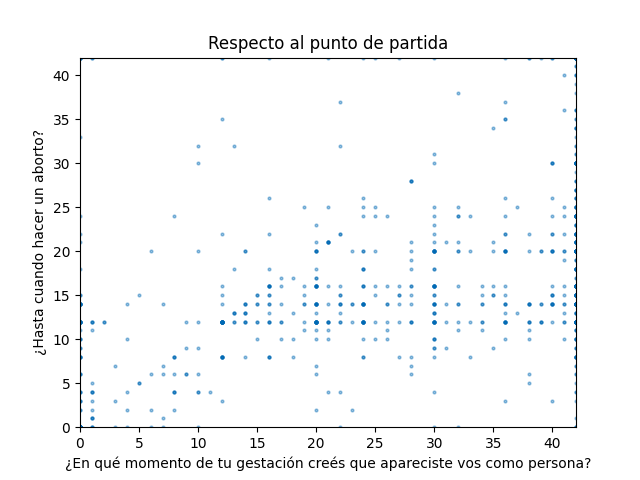 Respecto al punto de partida
¿Hasta cuando hacer un aborto?
40
35
30
25
20
15
10
5
0
0 5 10 15 20 25 30 35 40
¿En qué momento de tu gestación creés que apareciste vos como persona?